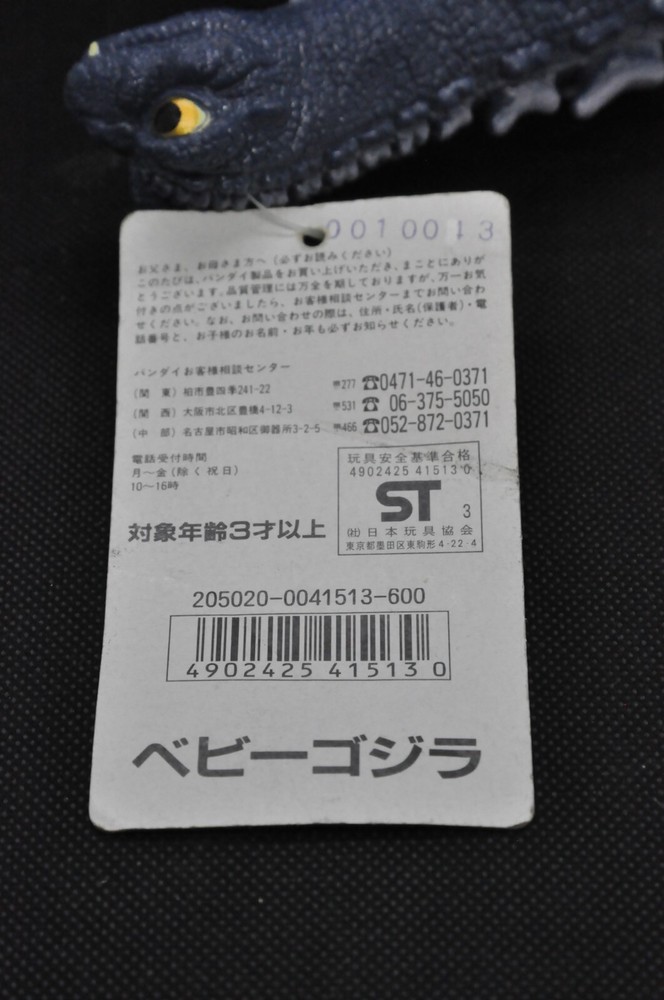 0010013
お父さま、お母さま方へ(必ずお読みください)
このたびは、バンダイ製品をお買い上げいただき、まことにありが
とうございます。品質管理には万全を期しておりますが、万一お気
付きの点がございましたら、お客様相談センターまでお問い合わ
せください。なお、お問い合わせの際は、住所・氏名(保護者)・電
話番号と、お子様のお名前・お年も必ずお知らせください。
バンダイお客様相談センター
(関 東) 柏市豊四季241-22 〒277 ☎0471-46-0371
(関 西) 大阪市北区豊橋4-12-3 〒531 ☎ 06-375-5050
(中 部) 名古屋市昭和区御器所3-2-5 〒466 ☎052-872-0371
電話受付時間
月〜金(除く祝日)
10〜16時
玩具安全基準合格
4902425 41513 0
ST 3
(社)日本玩具協会
東京都墨田区東駒形4-22-4
対象年齢3才以上
205020-0041513-600
4902425 41513 0
ベビーゴジラ